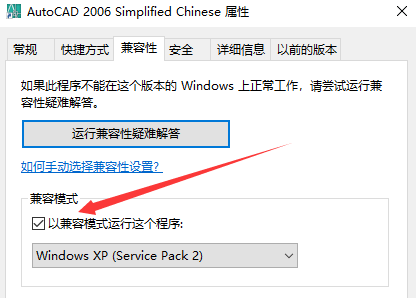 AutoCAD 2006 Simplified Chinese 属性
常规 快捷方式 兼容性 安全 详细信息 以前的版本
如果此程序不能在这个版本的 Windows 上正常工作，请尝试运行兼
容性疑难解答。
运行兼容性疑难解答
如何手动选择兼容性设置?
兼容模式
以兼容模式运行这个程序:
Windows XP (Service Pack 2)